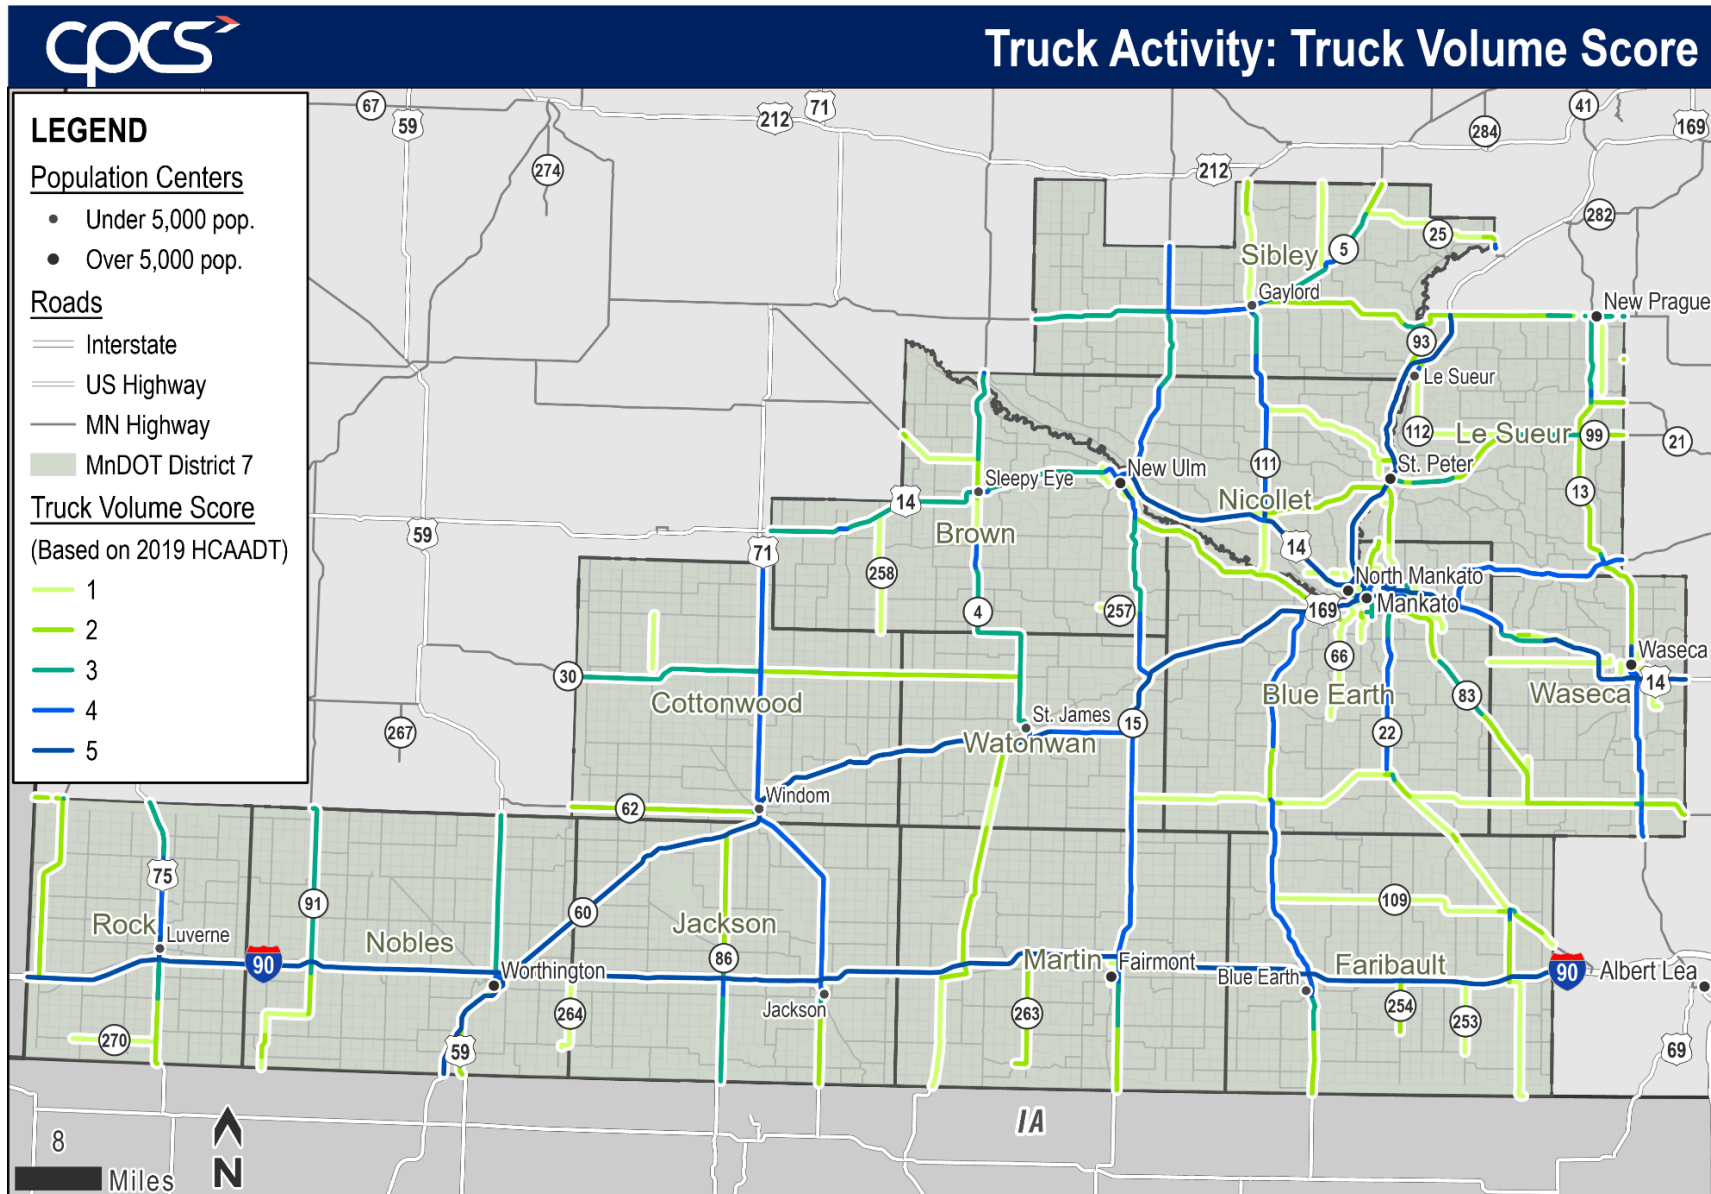 cpcs
Truck Activity: Truck Volume Score
LEGEND
Population Centers
Under 5,000 pop.
Over 5,000 pop.
Roads
Interstate
US Highway
MN Highway
MnDOT District 7
Truck Volume Score
(Based on 2019 HCAADT)
1
2
3
4
5
67
59
274
212
71
212
284
41
169
282
25
5
Sibley
Gaylord
New Prague
93
Le Sueur
112
Le Sueur
99
21
111
St. Peter
New Ulm
Sleepy Eye
14
Nicollet
13
Brown
59
71
14
258
North Mankato
Mankato
4
257
169
66
Waseca
30
14
Cottonwood
Blue Earth
83
Waseca
St. James
15
267
Watonwan
22
Windom
62
75
91
109
60
Rock
Luverne
Nobles
Jackson
90
86
Martin
Fairmont
Faribault
90
Albert Lea
Worthington
Blue Earth
Jackson
264
263
254
253
270
59
69
IA
8
Miles
N